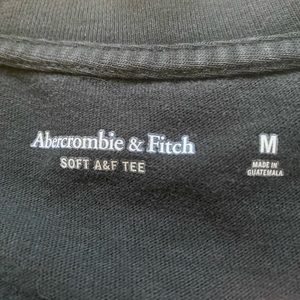 Abercrombie & Fitch
SOFT A&F TEE
M
MADE IN
GUATEMALA